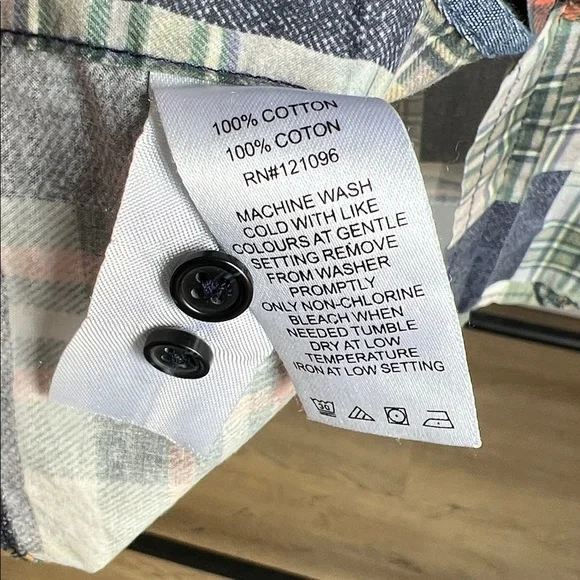 100% COTTON
100% COTON
RN#121096
MACHINE WASH
COLD WITH LIKE
COLOURS AT GENTLE
SETTING REMOVE
FROM WASHER
PROMPTLY
ONLY NON-CHLORINE
BLEACH WHEN
NEEDED TUMBLE
DRY AT LOW
TEMPERATURE
IRON AT LOW SETTING
30